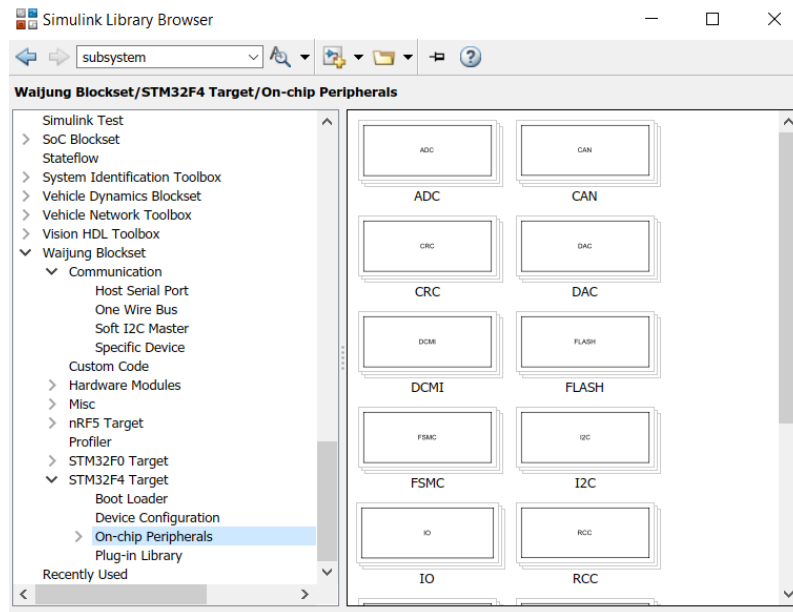 Simulink Library Browser
subsystem
Waijung Blockset/STM32F4 Target/On-chip Peripherals
Simulink Test
SoC Blockset
Stateflow
System Identification Toolbox
Vehicle Dynamics Blockset
Vehicle Network Toolbox
Vision HDL Toolbox
Waijung Blockset
Communication
Host Serial Port
One Wire Bus
Soft I2C Master
Specific Device
Custom Code
Hardware Modules
Misc
nRF5 Target
Profiler
STM32F0 Target
STM32F4 Target
Boot Loader
Device Configuration
On-chip Peripherals
Plug-in Library
Recently Used
ADC CAN
ADC CAN
CRC DAC
CRC DAC
DCMI FLASH
DCMI FLASH
FSMC I2C
FSMC I2C
IO RCC
IO RCC